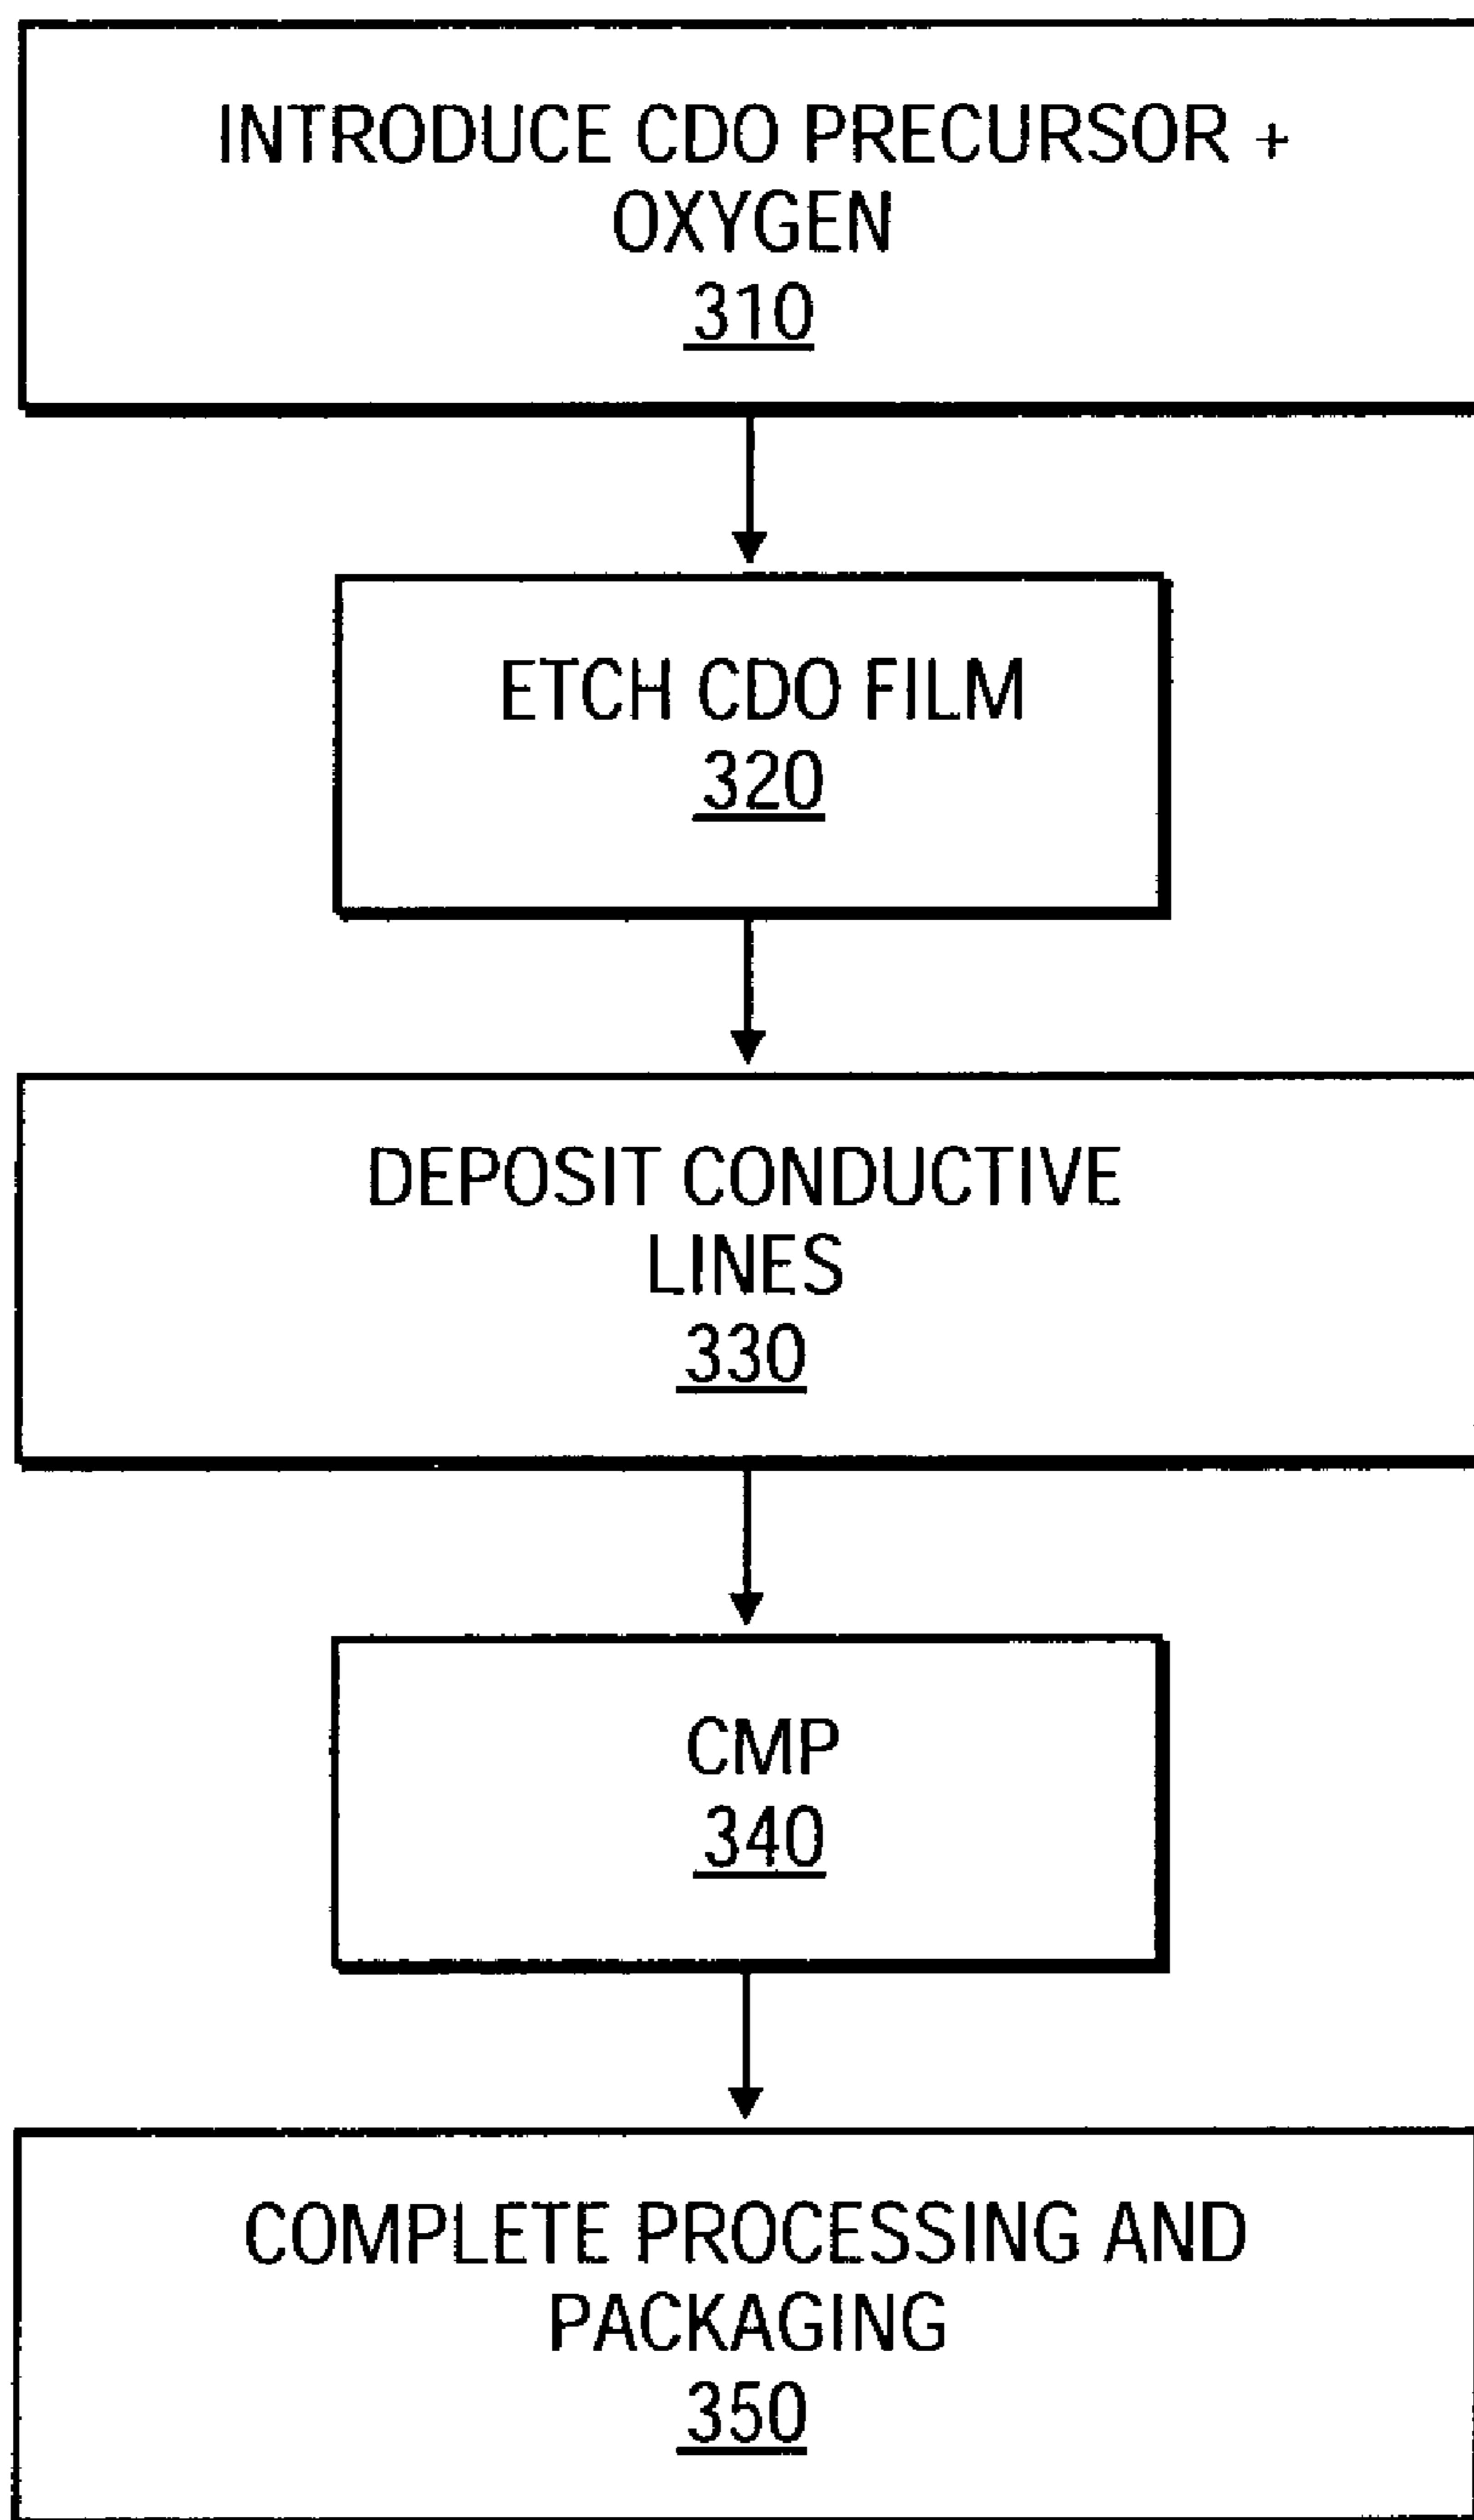 INTRODUCE CDO PRECURSOR +
OXYGEN
310
ETCH CDO FILM
320
DEPOSIT CONDUCTIVE
LINES
330
CMP
340
COMPLETE PROCESSING AND
PACKAGING
350